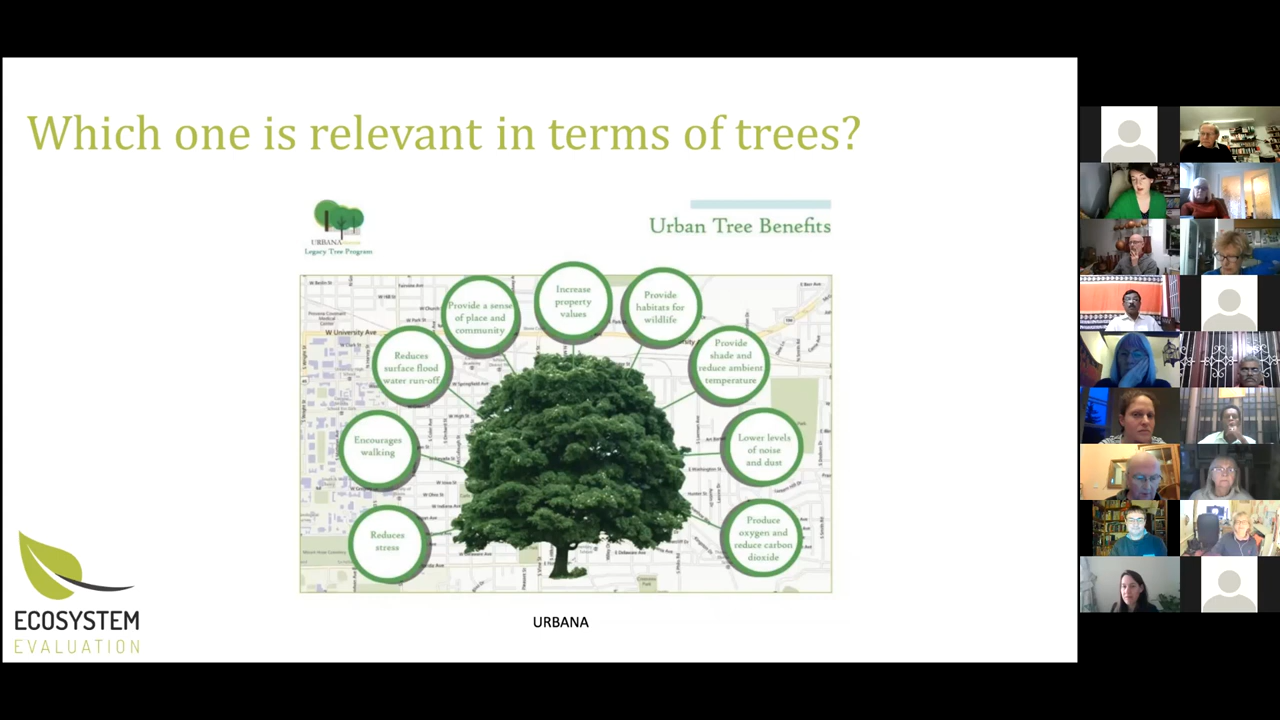 Which one is relevant in terms of trees?
URBANA
Legacy Tree Program
Urban Tree Benefits
Increase
property
values
Provide a sense
of place and
community
Provide
habitats for
wildlife
Reduces
surface flood
water run-off
Provide
shade and
reduce ambient
temperature
Encourages
walking
Lower levels
of noise
and dust
Reduces
stress
Produce
oxygen and
reduce carbon
dioxide
W University Ave
URBANA
ECOSYSTEM
EVALUATION